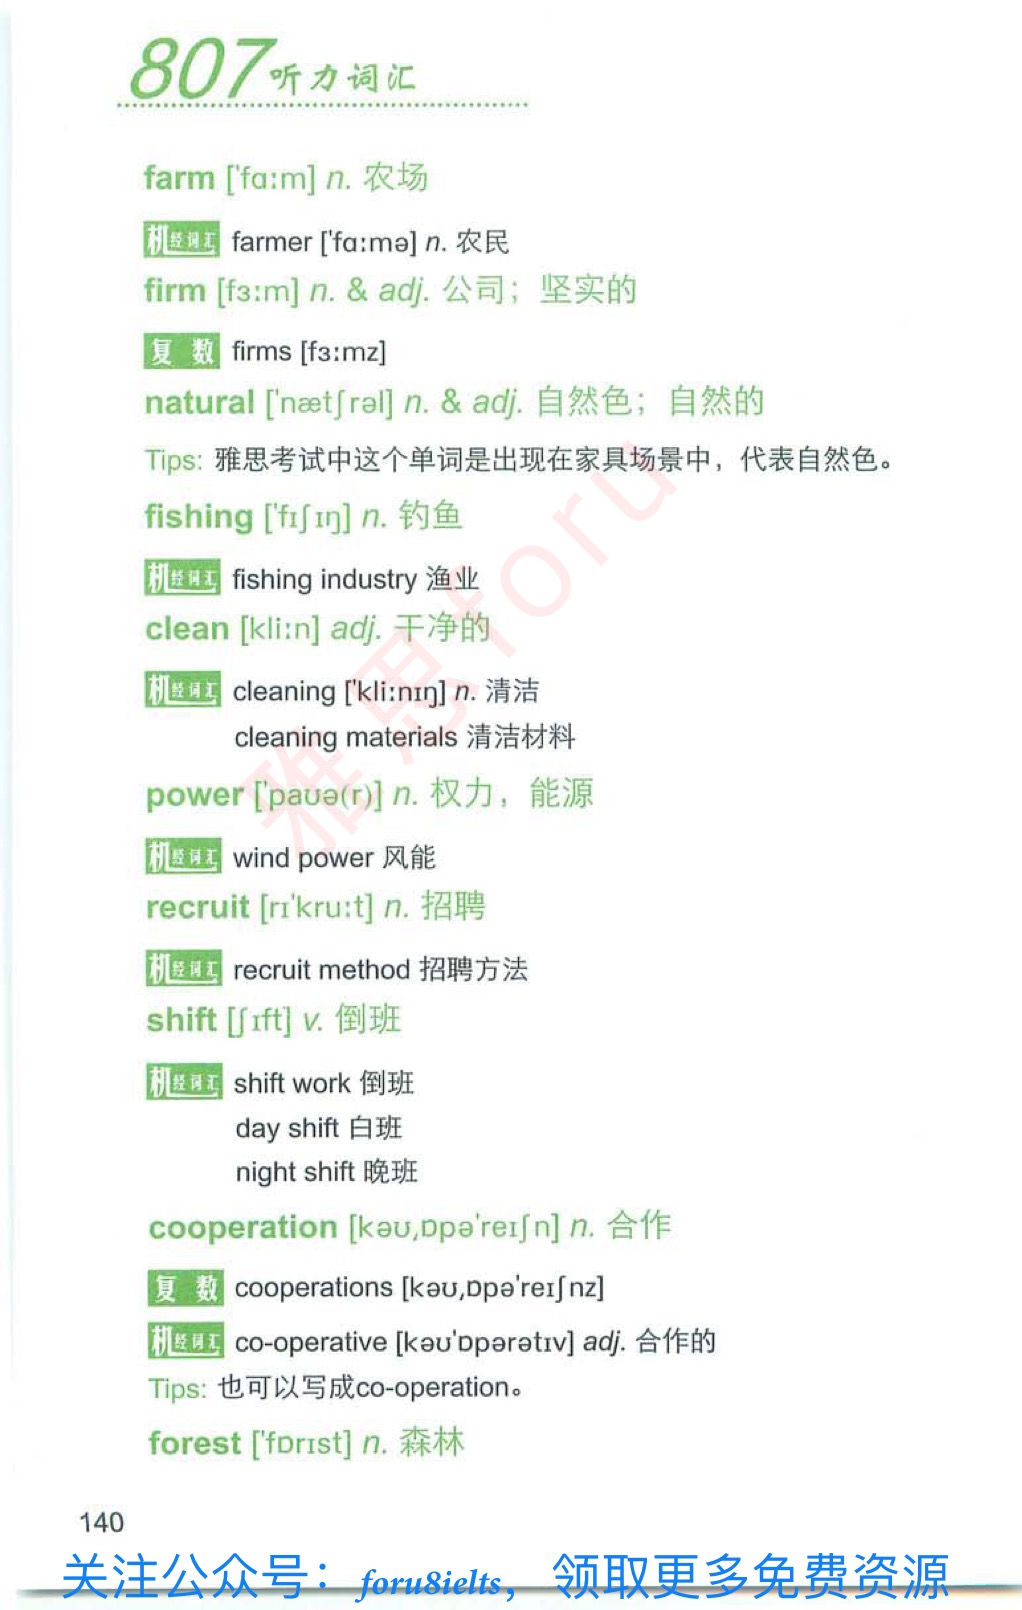 807听力词汇
farm ['fɑːm] n. 农场
机经词汇 farmer ['fɑːmə] n. 农民
firm [fɜːm] n. & adj. 公司；坚实的
复 数 firms [fɜːmz]
natural ['nætʃrəl] n. & adj. 自然色；自然的
Tips: 雅思考试中这个单词是出现在家具场景中，代表自然色。
fishing ['fɪʃɪŋ] n. 钓鱼
机经词汇 fishing industry 渔业
clean [kliːn] adj. 干净的
机经词汇 cleaning ['kliːnɪŋ] n. 清洁
cleaning materials 清洁材料
power ['paʊə(r)] n. 权力，能源
机经词汇 wind power 风能
recruit [rɪ'kruːt] n. 招聘
机经词汇 recruit method 招聘方法
shift [ʃɪft] v. 倒班
机经词汇 shift work 倒班
day shift 白班
night shift 晚班
cooperation [kəʊˌɒpə'reɪʃn] n. 合作
复 数 cooperations [kəʊˌɒpə'reɪʃnz]
机经词汇 co-operative [kəʊ'ɒpərətɪv] adj. 合作的
Tips: 也可以写成co-operation。
forest ['fɒrɪst] n. 森林
雅思foru
140
关注公众号：foru8ielts，领取更多免费资源